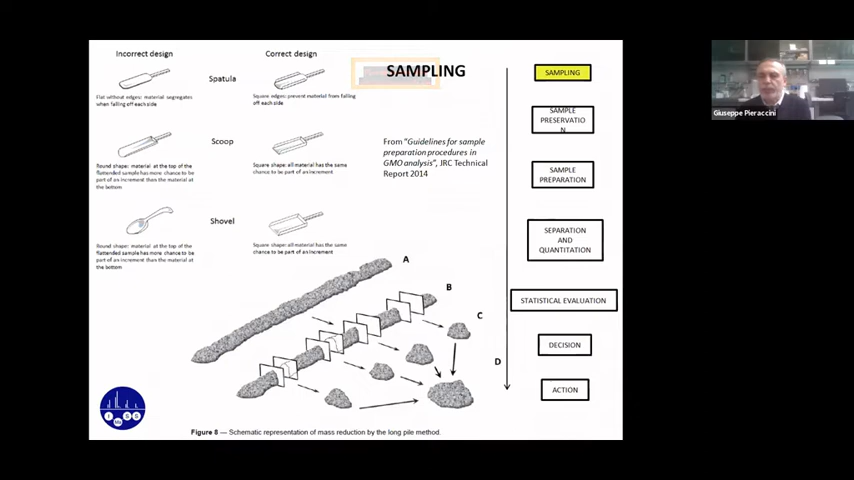 Incorrect design
Correct design
SAMPLING
Spatula
Flat without edges: material segregates
when falling off each side
Square edges: prevent material from falling
off each side
Scoop
Round shape: material at the top of the
flattended sample has more chance to be
part of an increment than the material at
the bottom
Square shape: all material has the same
chance to be part of an increment
Shovel
Round shape: material at the top of the
flattended sample has more chance to be
part of an increment than the material at
the bottom
Square shape: all material has the same
chance to be part of an increment
From "Guidelines for sample
preparation procedures in
GMO analysis", JRC Technical
Report 2014
A
B
C
D
Figure 8 — Schematic representation of mass reduction by the long pile method.
SAMPLING
SAMPLE
PRESERVATIO
N
SAMPLE
PREPARATION
SEPARATION
AND
QUANTITATION
STATISTICAL EVALUATION
DECISION
ACTION
I Ma S S
Giuseppe Pieraccini